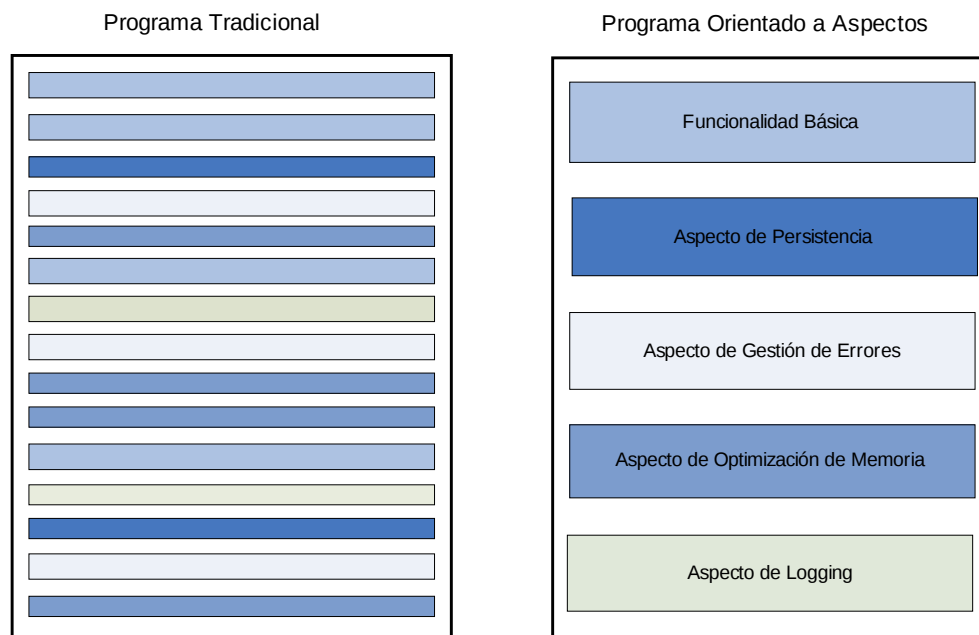 Programa Tradicional
Programa Orientado a Aspectos
Funcionalidad Básica
Aspecto de Persistencia
Aspecto de Gestión de Errores
Aspecto de Optimización de Memoria
Aspecto de Logging